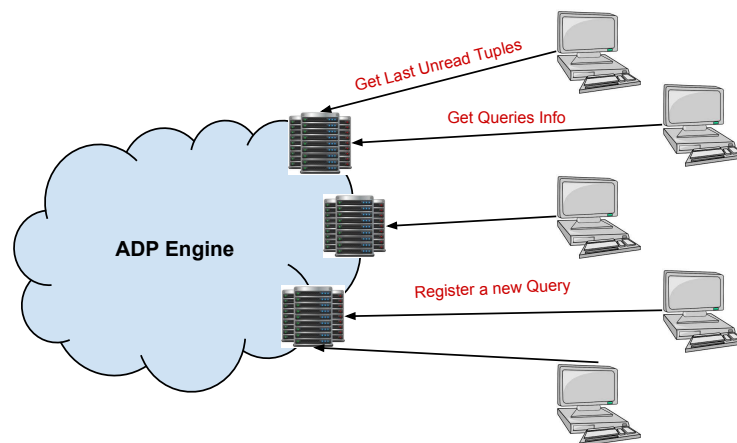 Get Last Unread Tuples
Get Queries Info
ADP Engine
Register a new Query